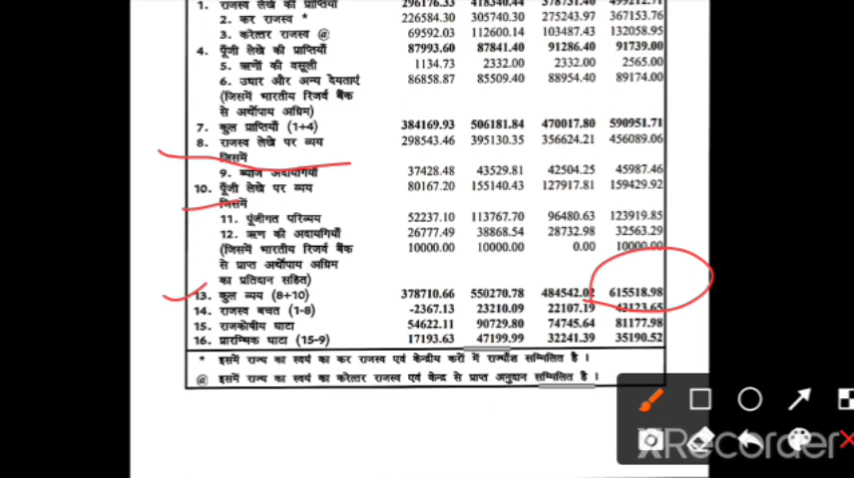 1. राजस्व लेखे की प्राप्तियाँ 296176.33 418340.44 378731.40 499212.71
2. कर राजस्व * 226584.30 305740.30 275243.97 367153.76
3. करेत्तर राजस्व @ 69592.03 112600.14 103487.43 132058.95
4. पूँजी लेखे की प्राप्तियाँ 87993.60 87841.40 91286.40 91739.00
5. ऋणों की वसूली 1134.73 2332.00 2332.00 2565.00
6. उधार और अन्य देयताएं 86858.87 85509.40 88954.40 89174.00
(जिसमें भारतीय रिजर्व बैंक
से अर्थोपाय अग्रिम)
7. कुल प्राप्तियाँ (1+4) 384169.93 506181.84 470017.80 590951.71
8. राजस्व लेखे पर व्यय 298543.46 395130.35 356624.21 456089.06
जिसमें
9. ब्याज अदायगियाँ 37428.48 43529.81 42504.25 45987.46
10. पूँजी लेखे पर व्यय 80167.20 155140.43 127917.81 159429.92
जिसमें
11. पूंजीगत परिव्यय 52237.10 113767.70 96480.63 123919.85
12. ऋण की अदायगियाँ 26777.49 38868.54 28732.98 32563.29
(जिसमें भारतीय रिजर्व बैंक 10000.00 10000.00 0.00 10000.00
से प्राप्त अर्थोपाय अग्रिम
का प्रतिदान सहित)
13. कुल व्यय (8+10) 378710.66 550270.78 484542.02 615518.98
14. राजस्व बचत (1-8) -2367.13 23210.09 22107.19 43123.65
15. राजकोषीय घाटा 54622.11 90729.80 74745.64 81177.98
16. प्रारम्भिक घाटा (15-9) 17193.63 47199.99 32241.39 35190.52
* इसमें राज्य का स्वयं का कर राजस्व एवं केन्द्रीय करों में राज्यांश सम्मिलित है ।
@ इसमें राज्य का स्वयं का करेत्तर राजस्व एवं केन्द्र से प्राप्त अनुदान सम्मिलित है ।
XRecorder